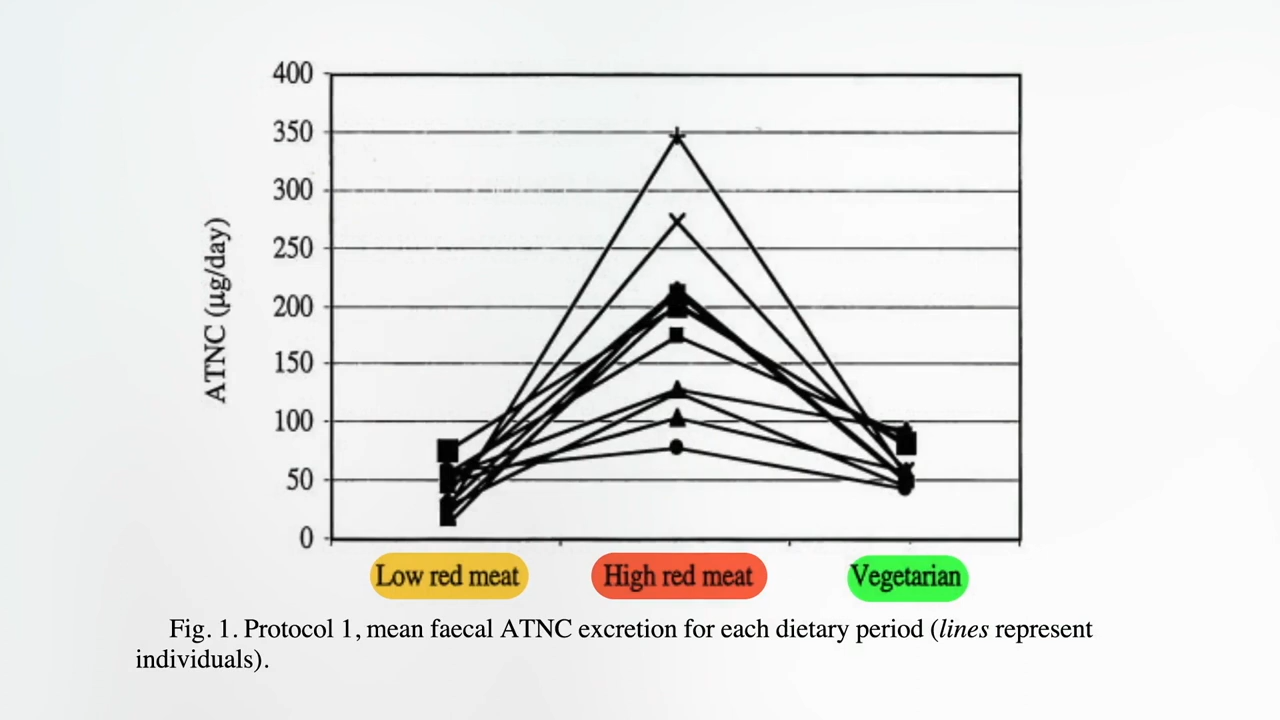 400
350
300
250
200
150
100
50
0
ATNC (µg/day)
Low red meat
High red meat
Vegetarian
Fig. 1. Protocol 1, mean faecal ATNC excretion for each dietary period (lines represent
individuals).